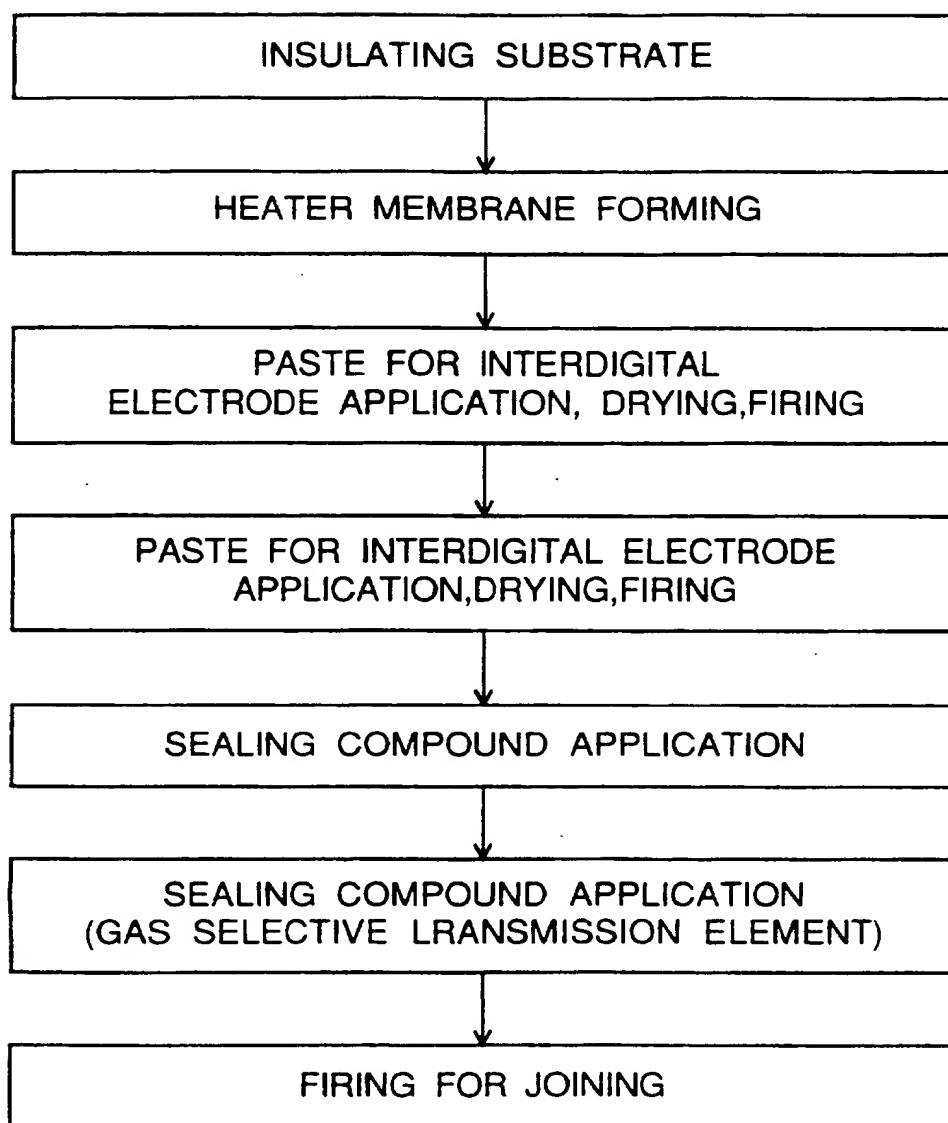 INSULATING SUBSTRATE
HEATER MEMBRANE FORMING
PASTE FOR INTERDIGITAL
ELECTRODE APPLICATION, DRYING,FIRING
PASTE FOR INTERDIGITAL ELECTRODE
APPLICATION,DRYING,FIRING
SEALING COMPOUND APPLICATION
SEALING COMPOUND APPLICATION
(GAS SELECTIVE LRANSMISSION ELEMENT)
FIRING FOR JOINING